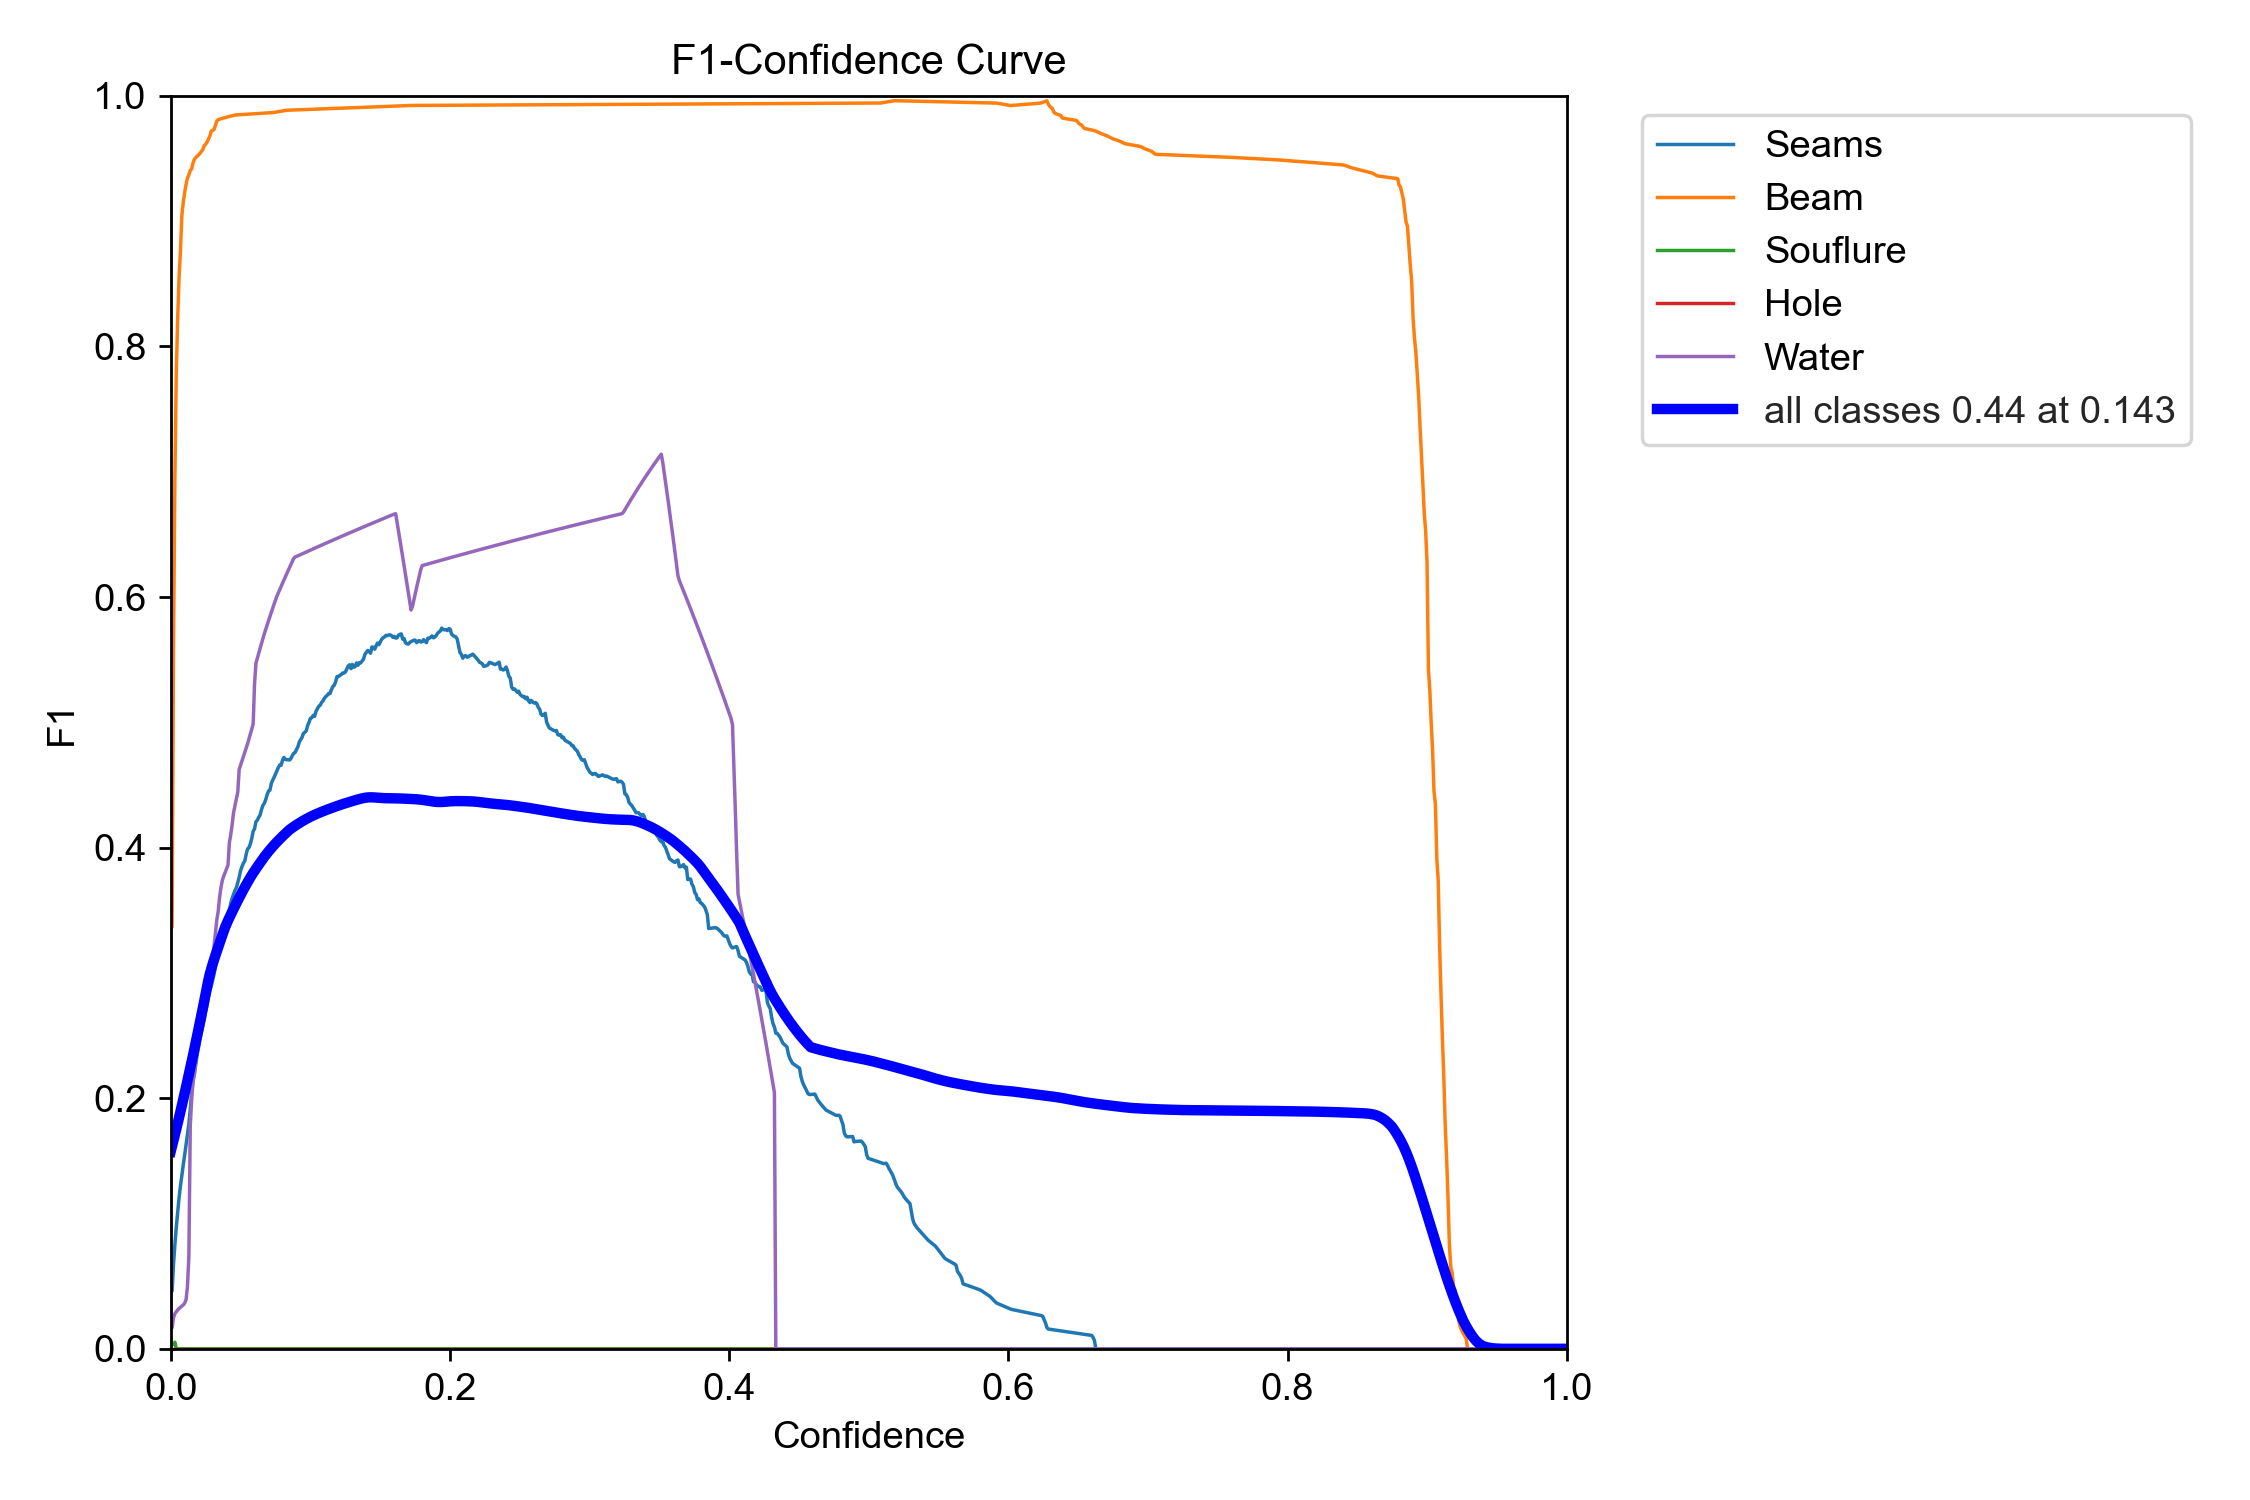 F1-Confidence Curve
1.0
0.8
0.6
0.4
0.2
0.0
F1
0.0 0.2 0.4 0.6 0.8 1.0
Confidence
Seams
Beam
Souflure
Hole
Water
all classes 0.44 at 0.143